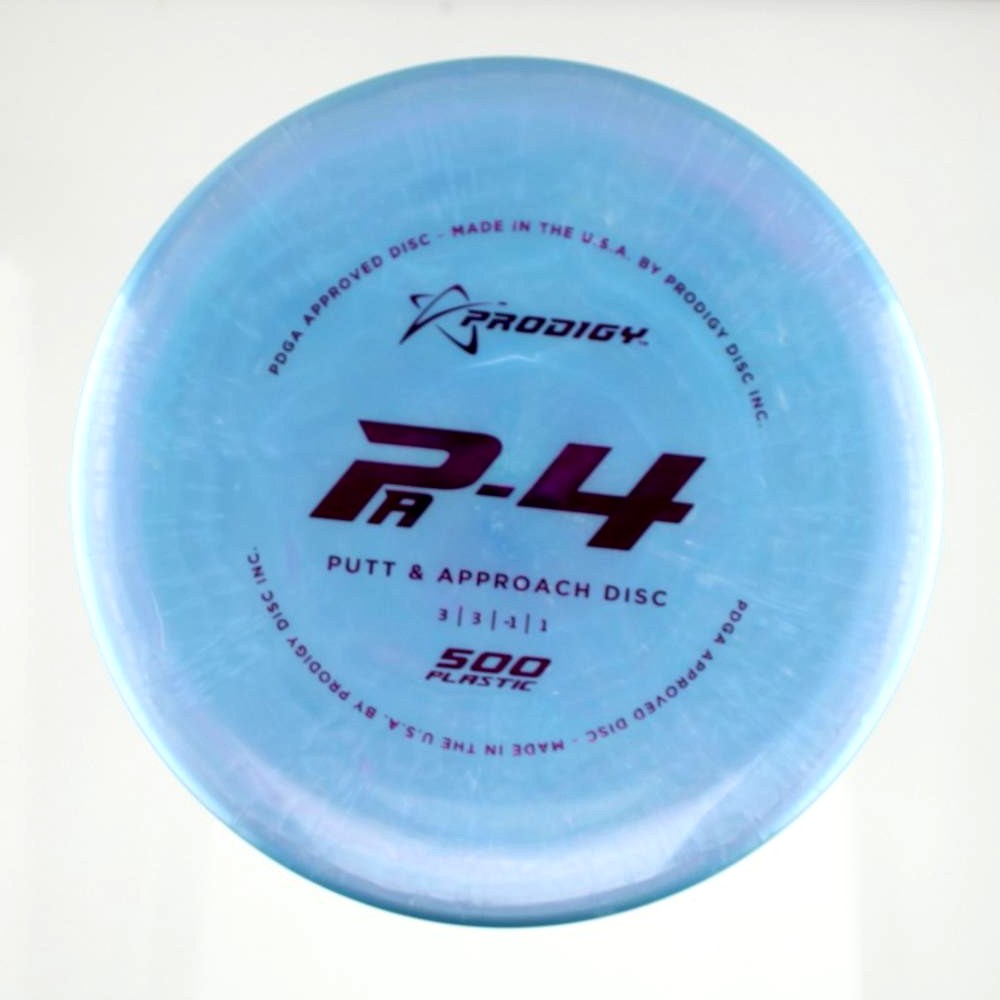 PDGA APPROVED DISC - MADE IN THE U.S.A. BY PRODIGY DISC INC.
PRODIGY™
PA-4
PUTT & APPROACH DISC
3 | 3 | -1 | 1
500
PLASTIC
PDGA APPROVED DISC - MADE IN THE U.S.A. BY PRODIGY DISC INC.